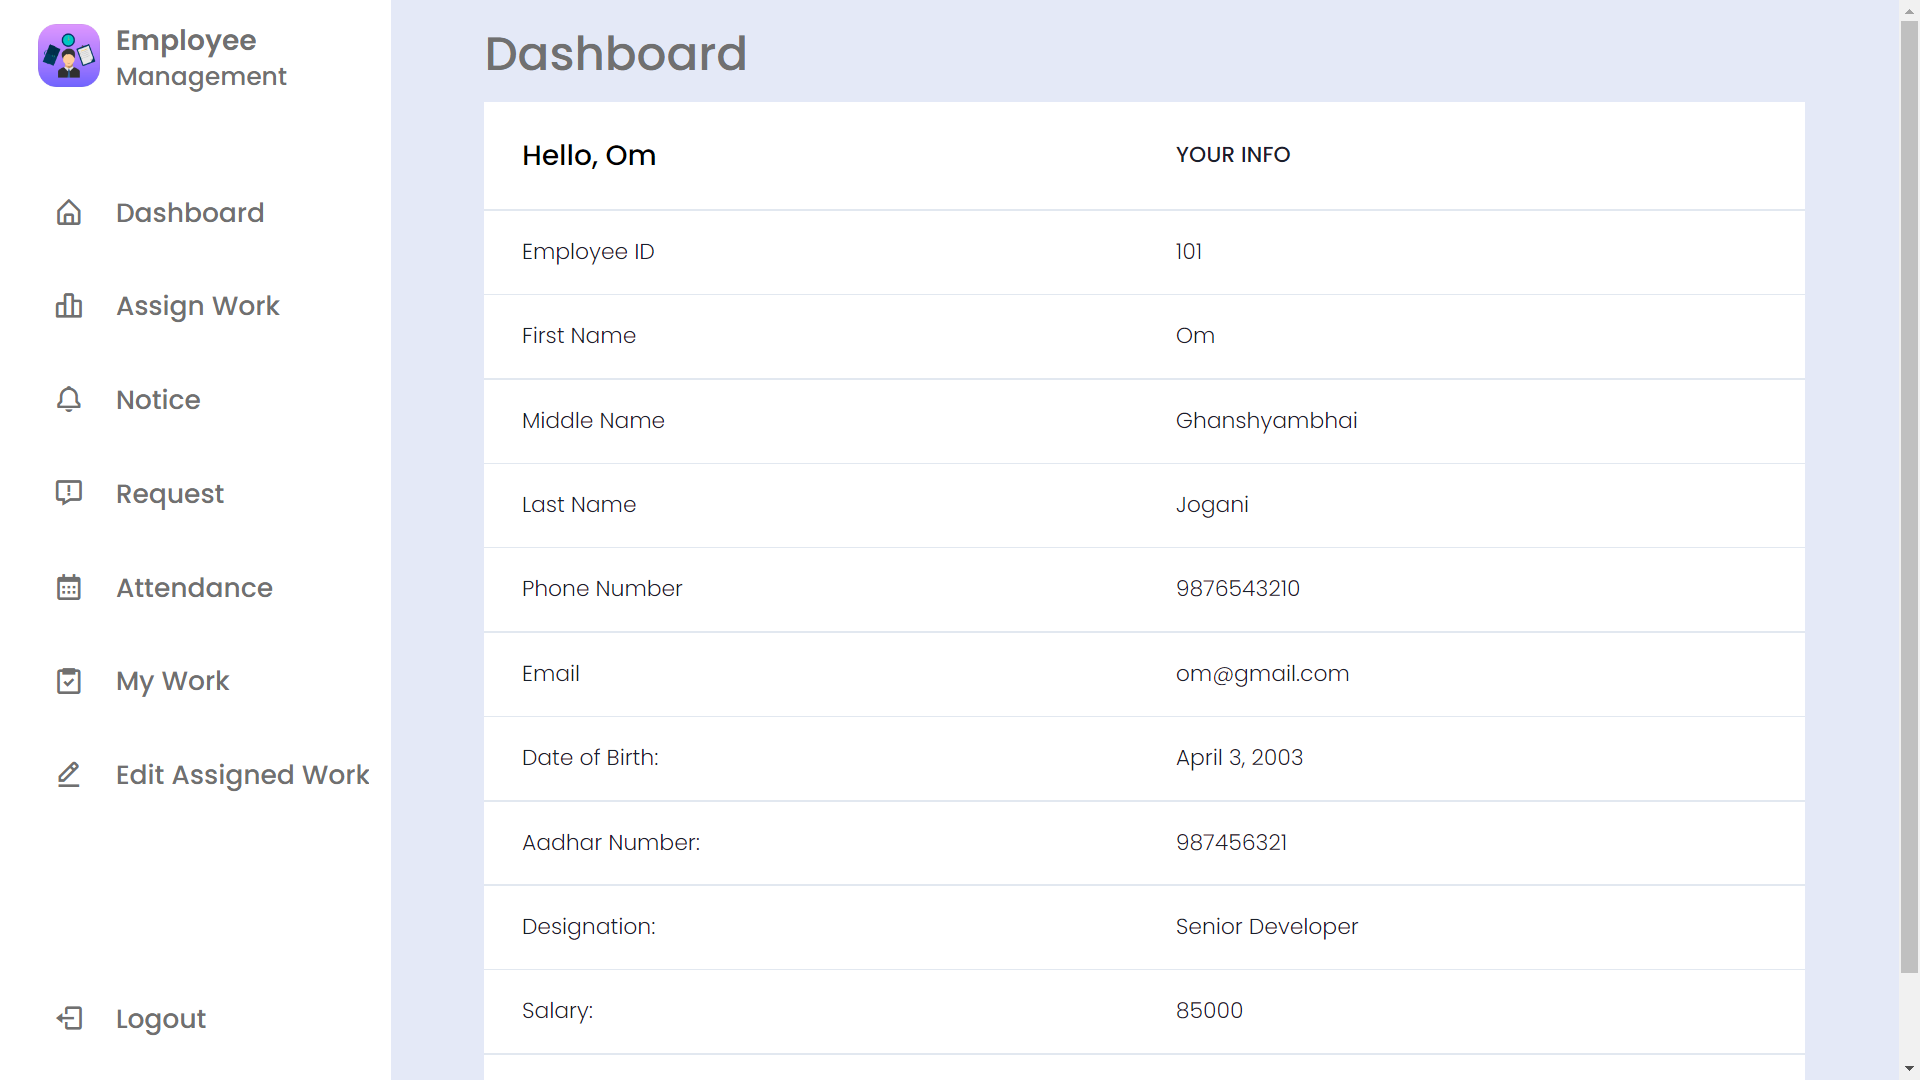 Employee
Management
Dashboard
Assign Work
Notice
Request
Attendance
My Work
Edit Assigned Work
Logout
Dashboard
Hello, Om YOUR INFO
Employee ID 101
First Name Om
Middle Name Ghanshyambhai
Last Name Jogani
Phone Number 9876543210
Email om@gmail.com
Date of Birth: April 3, 2003
Aadhar Number: 987456321
Designation: Senior Developer
Salary: 85000